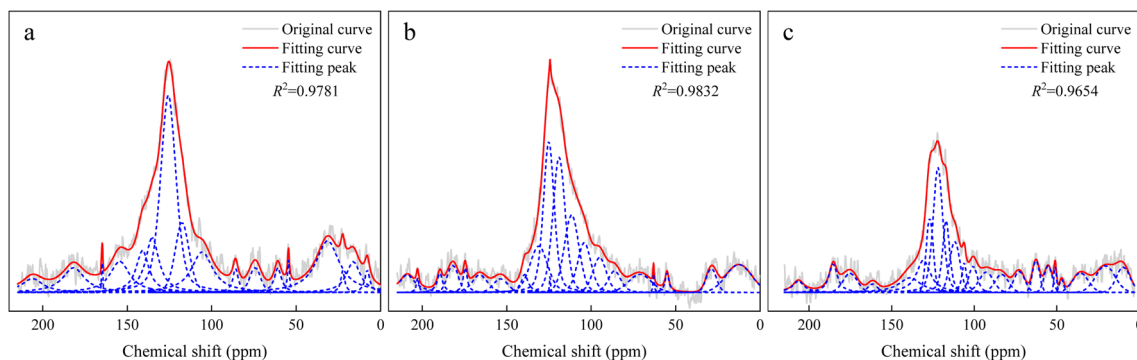 a
Original curve
Fitting curve
Fitting peak
R²=0.9781
200 150 100 50 0
Chemical shift (ppm)
b
Original curve
Fitting curve
Fitting peak
R²=0.9832
200 150 100 50 0
Chemical shift (ppm)
c
Original curve
Fitting curve
Fitting peak
R²=0.9654
200 150 100 50 0
Chemical shift (ppm)